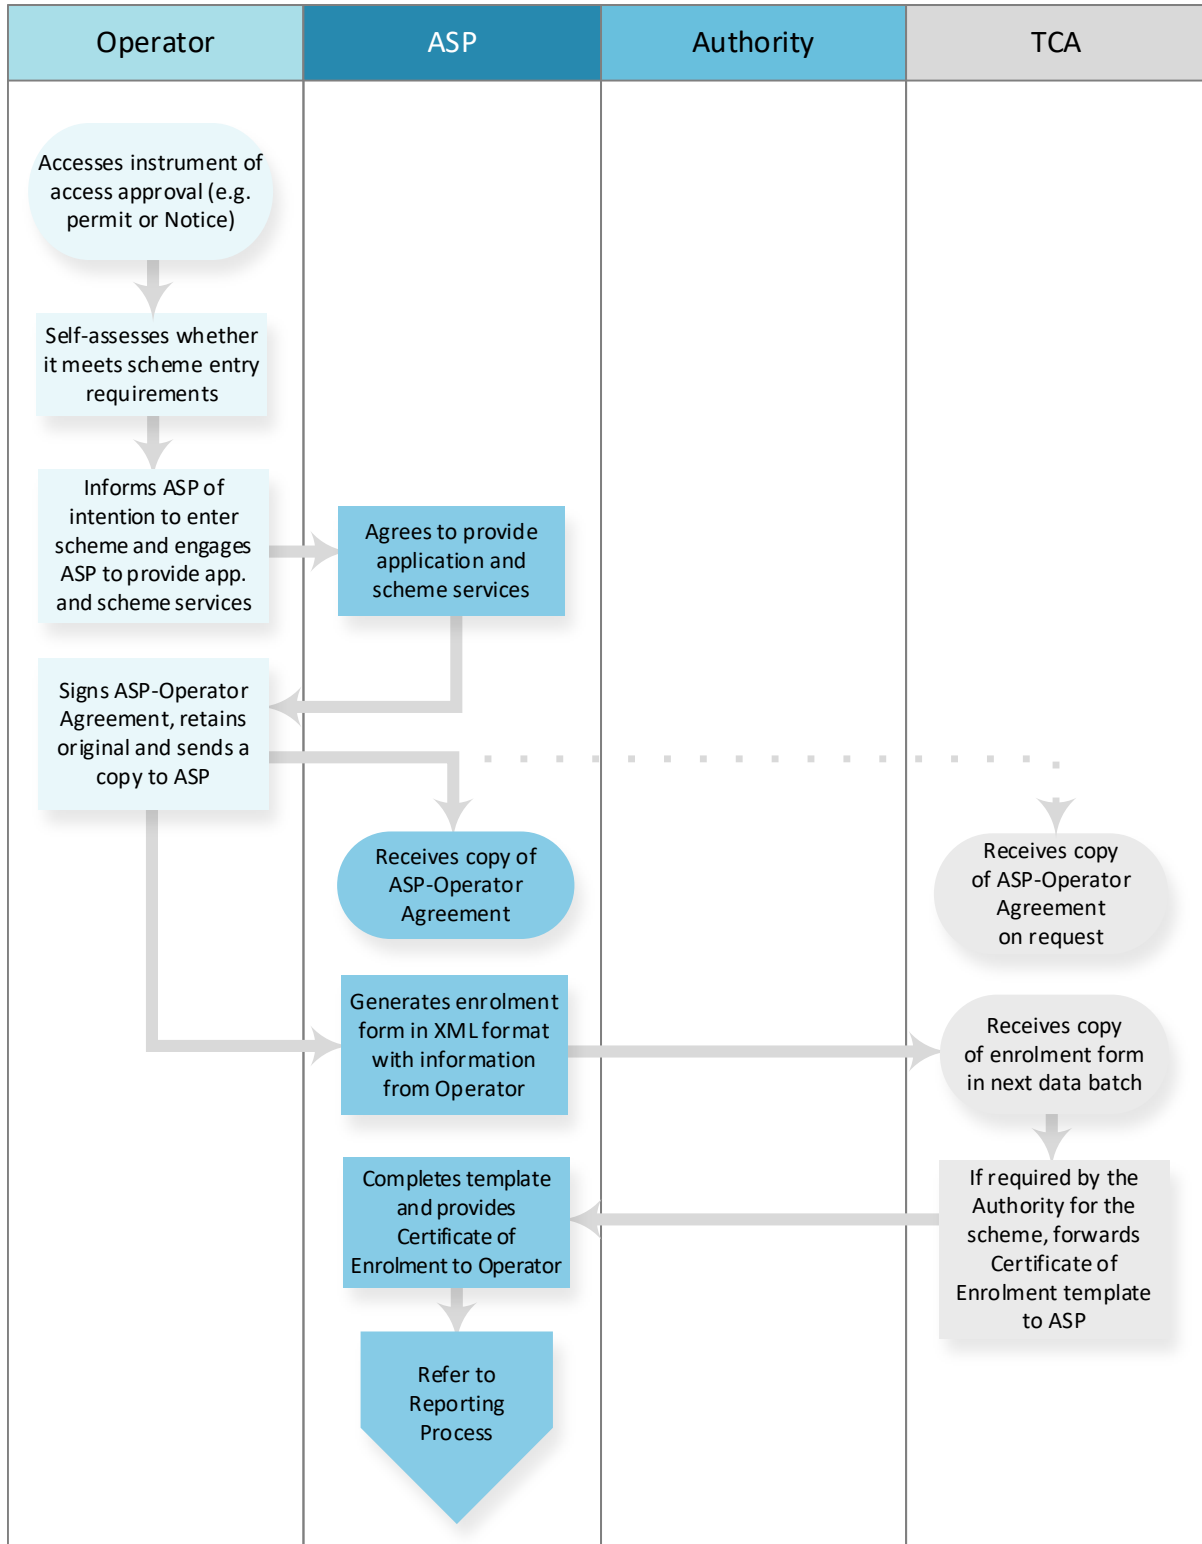 Operator
ASP
Authority
TCA
Accesses instrument of
access approval (e.g.
permit or Notice)
Self-assesses whether
it meets scheme entry
requirements
Informs ASP of
intention to enter
scheme and engages
ASP to provide app.
and scheme services
Agrees to provide
application and
scheme services
Signs ASP-Operator
Agreement, retains
original and sends a
copy to ASP
Receives copy of
ASP-Operator
Agreement
Receives copy
of ASP-Operator
Agreement
on request
Generates enrolment
form in XML format
with information
from Operator
Receives copy
of enrolment form
in next data batch
Completes template
and provides
Certificate of
Enrolment to Operator
If required by the
Authority for the
scheme, forwards
Certificate of
Enrolment template
to ASP
Refer to
Reporting
Process